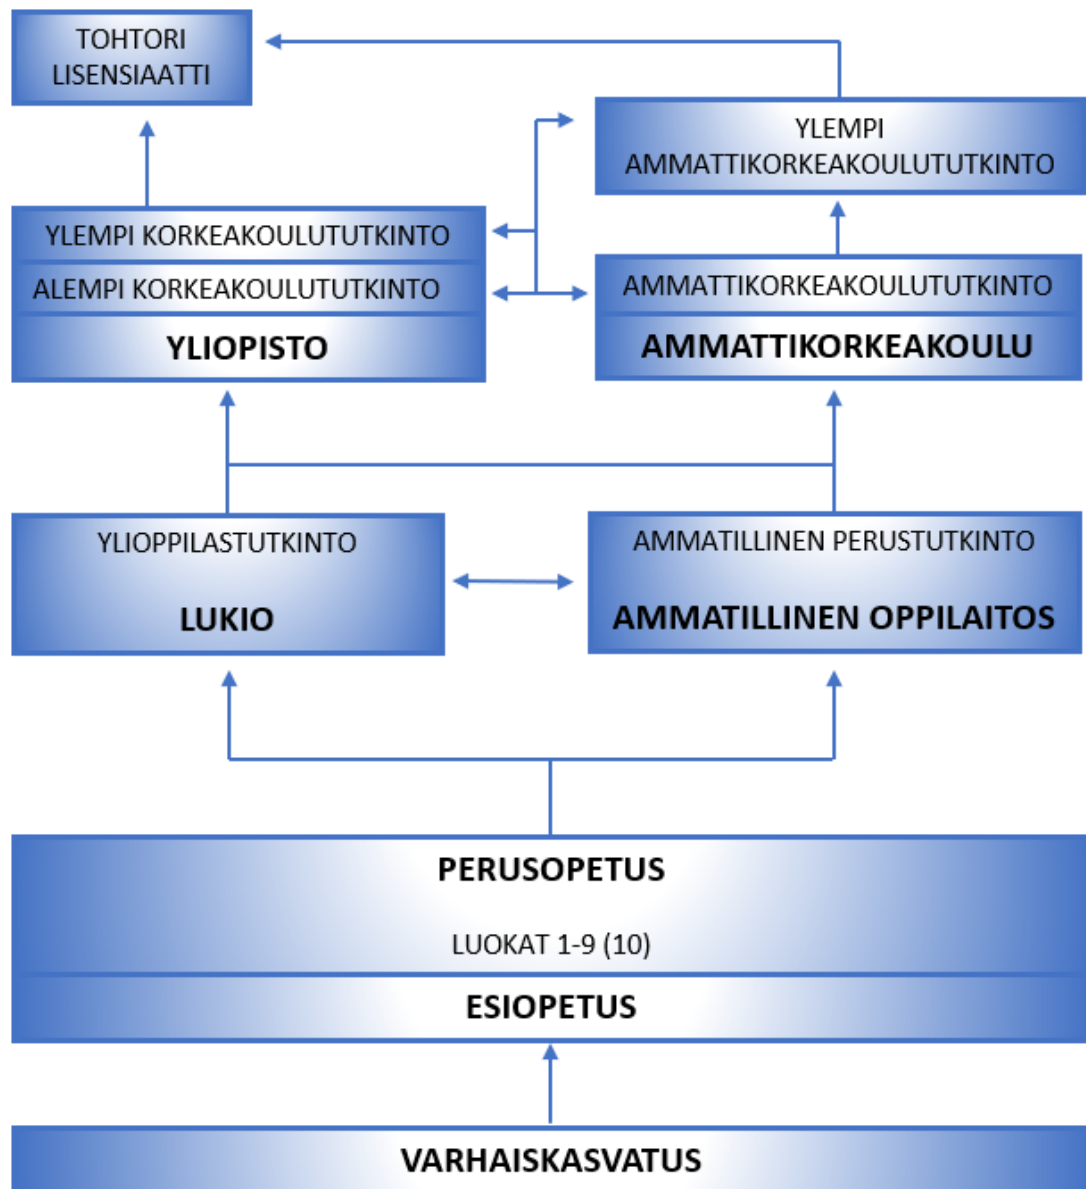 TOHTORI
LISENSIAATTI
YLEMPI
AMMATTIKORKEAKOULUTUTKINTO
YLEMPI KORKEAKOULUTUTKINTO
ALEMPI KORKEAKOULUTUTKINTO
YLIOPISTO
AMMATTIKORKEAKOULUTUTKINTO
AMMATTIKORKEAKOULU
YLIOPPILASTUTKINTO
LUKIO
AMMATILLINEN PERUSTUTKINTO
AMMATILLINEN OPPILAITOS
PERUSOPETUS
LUOKAT 1-9 (10)
ESIOPETUS
VARHAISKASVATUS